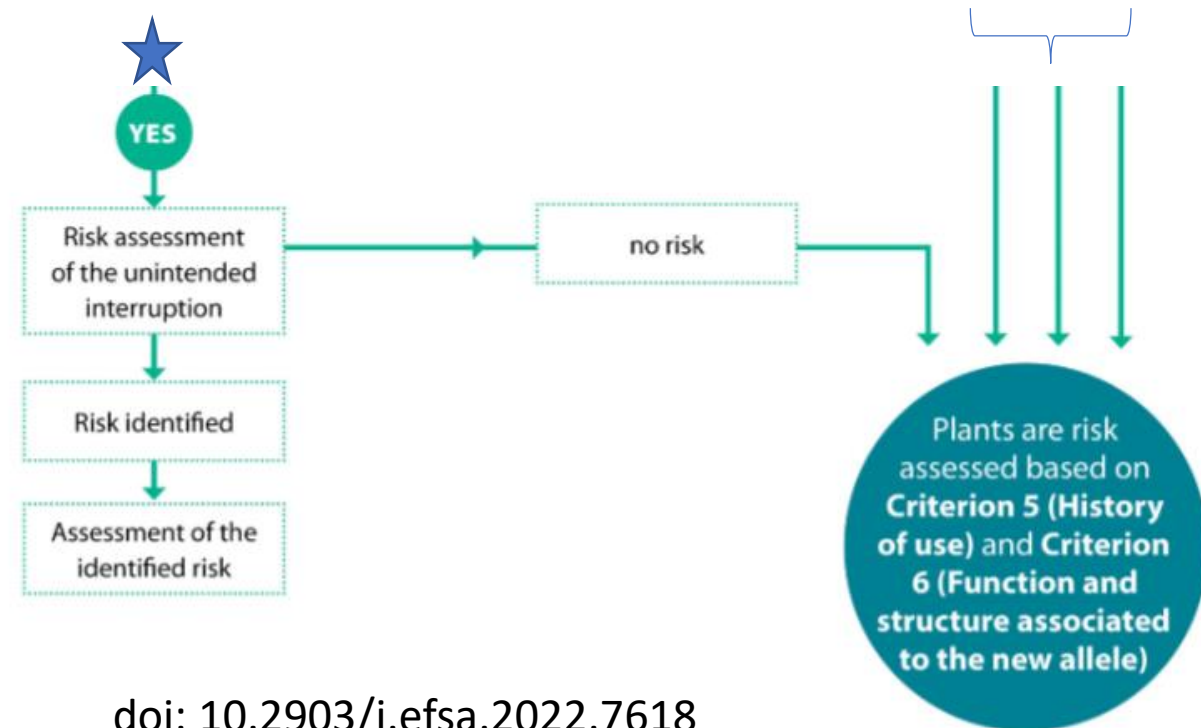 YES
Risk assessment
of the unintended
interruption
no risk
Risk identified
Assessment of the
identified risk
Plants are risk
assessed based on
Criterion 5 (History
of use) and Criterion
6 (Function and
structure associated
to the new allele)
doi: 10.2903/j.efsa.2022.7618